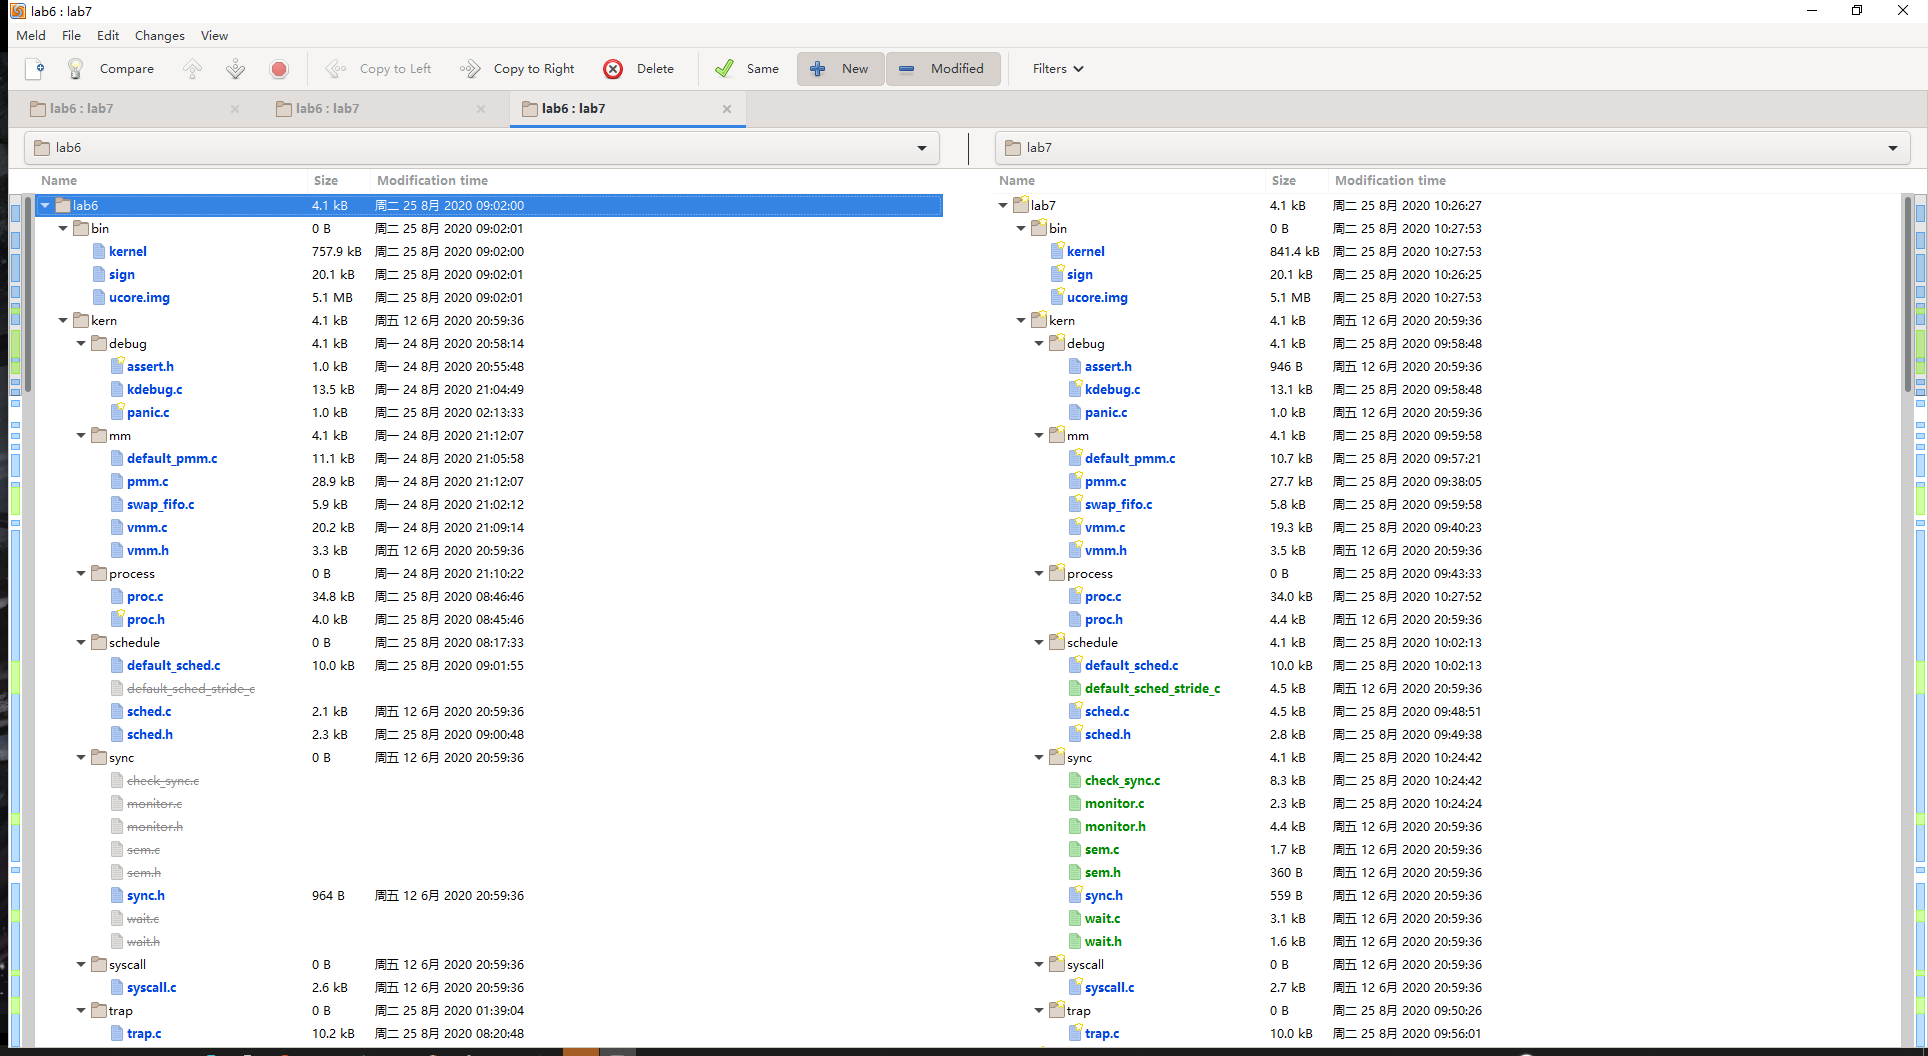 lab6 : lab7
Meld File Edit Changes View
Compare Copy to Left Copy to Right Delete Same New Modified Filters
lab6 : lab7 lab6 : lab7 lab6 : lab7
lab6 lab7
Name Size Modification time Name Size Modification time
lab6 4.1 kB 周二 25 8月 2020 09:02:00 lab7 4.1 kB 周二 25 8月 2020 10:26:27
bin 0 B 周二 25 8月 2020 09:02:01 bin 0 B 周二 25 8月 2020 10:27:53
kernel 757.9 kB 周二 25 8月 2020 09:02:00 kernel 841.4 kB 周二 25 8月 2020 10:27:53
sign 20.1 kB 周二 25 8月 2020 09:02:01 sign 20.1 kB 周二 25 8月 2020 10:26:25
ucore.img 5.1 MB 周二 25 8月 2020 09:02:01 ucore.img 5.1 MB 周二 25 8月 2020 10:27:53
kern 4.1 kB 周五 12 6月 2020 20:59:36 kern 4.1 kB 周五 12 6月 2020 20:59:36
debug 4.1 kB 周一 24 8月 2020 20:58:14 debug 4.1 kB 周二 25 8月 2020 09:58:48
assert.h 1.0 kB 周一 24 8月 2020 20:55:48 assert.h 946 B 周五 12 6月 2020 20:59:36
kdebug.c 13.5 kB 周一 24 8月 2020 21:04:49 kdebug.c 13.1 kB 周二 25 8月 2020 09:58:48
panic.c 1.0 kB 周二 25 8月 2020 02:13:33 panic.c 1.0 kB 周五 12 6月 2020 20:59:36
mm 4.1 kB 周一 24 8月 2020 21:12:07 mm 4.1 kB 周二 25 8月 2020 09:59:58
default_pmm.c 11.1 kB 周一 24 8月 2020 21:05:58 default_pmm.c 10.7 kB 周二 25 8月 2020 09:57:21
pmm.c 28.9 kB 周一 24 8月 2020 21:12:07 pmm.c 27.7 kB 周二 25 8月 2020 09:38:05
swap_fifo.c 5.9 kB 周一 24 8月 2020 21:02:12 swap_fifo.c 5.8 kB 周二 25 8月 2020 09:59:58
vmm.c 20.2 kB 周一 24 8月 2020 21:09:14 vmm.c 19.3 kB 周二 25 8月 2020 09:40:23
vmm.h 3.3 kB 周五 12 6月 2020 20:59:36 vmm.h 3.5 kB 周五 12 6月 2020 20:59:36
process 0 B 周一 24 8月 2020 21:10:22 process 0 B 周二 25 8月 2020 09:43:33
proc.c 34.8 kB 周二 25 8月 2020 08:46:46 proc.c 34.0 kB 周二 25 8月 2020 10:27:52
proc.h 4.0 kB 周二 25 8月 2020 08:45:46 proc.h 4.4 kB 周五 12 6月 2020 20:59:36
schedule 0 B 周二 25 8月 2020 08:17:33 schedule 4.1 kB 周二 25 8月 2020 10:02:13
default_sched.c 10.0 kB 周二 25 8月 2020 09:01:55 default_sched.c 10.0 kB 周二 25 8月 2020 10:02:13
default_sched_stride_c default_sched_stride_c 4.5 kB 周五 12 6月 2020 20:59:36
sched.c 2.1 kB 周五 12 6月 2020 20:59:36 sched.c 4.5 kB 周二 25 8月 2020 09:48:51
sched.h 2.3 kB 周二 25 8月 2020 09:00:48 sched.h 2.8 kB 周二 25 8月 2020 09:49:38
sync 0 B 周五 12 6月 2020 20:59:36 sync 4.1 kB 周二 25 8月 2020 10:24:42
check_sync.c check_sync.c 8.3 kB 周二 25 8月 2020 10:24:42
monitor.c monitor.c 2.3 kB 周二 25 8月 2020 10:24:24
monitor.h monitor.h 4.4 kB 周五 12 6月 2020 20:59:36
sem.c sem.c 1.7 kB 周五 12 6月 2020 20:59:36
sem.h sem.h 360 B 周五 12 6月 2020 20:59:36
sync.h 964 B 周五 12 6月 2020 20:59:36 sync.h 559 B 周五 12 6月 2020 20:59:36
wait.c wait.c 3.1 kB 周五 12 6月 2020 20:59:36
wait.h wait.h 1.6 kB 周五 12 6月 2020 20:59:36
syscall 0 B 周五 12 6月 2020 20:59:36 syscall 0 B 周五 12 6月 2020 20:59:36
syscall.c 2.6 kB 周五 12 6月 2020 20:59:36 syscall.c 2.7 kB 周五 12 6月 2020 20:59:36
trap 0 B 周二 25 8月 2020 01:39:04 trap 0 B 周二 25 8月 2020 09:50:26
trap.c 10.2 kB 周二 25 8月 2020 08:20:48 trap.c 10.0 kB 周二 25 8月 2020 09:56:01